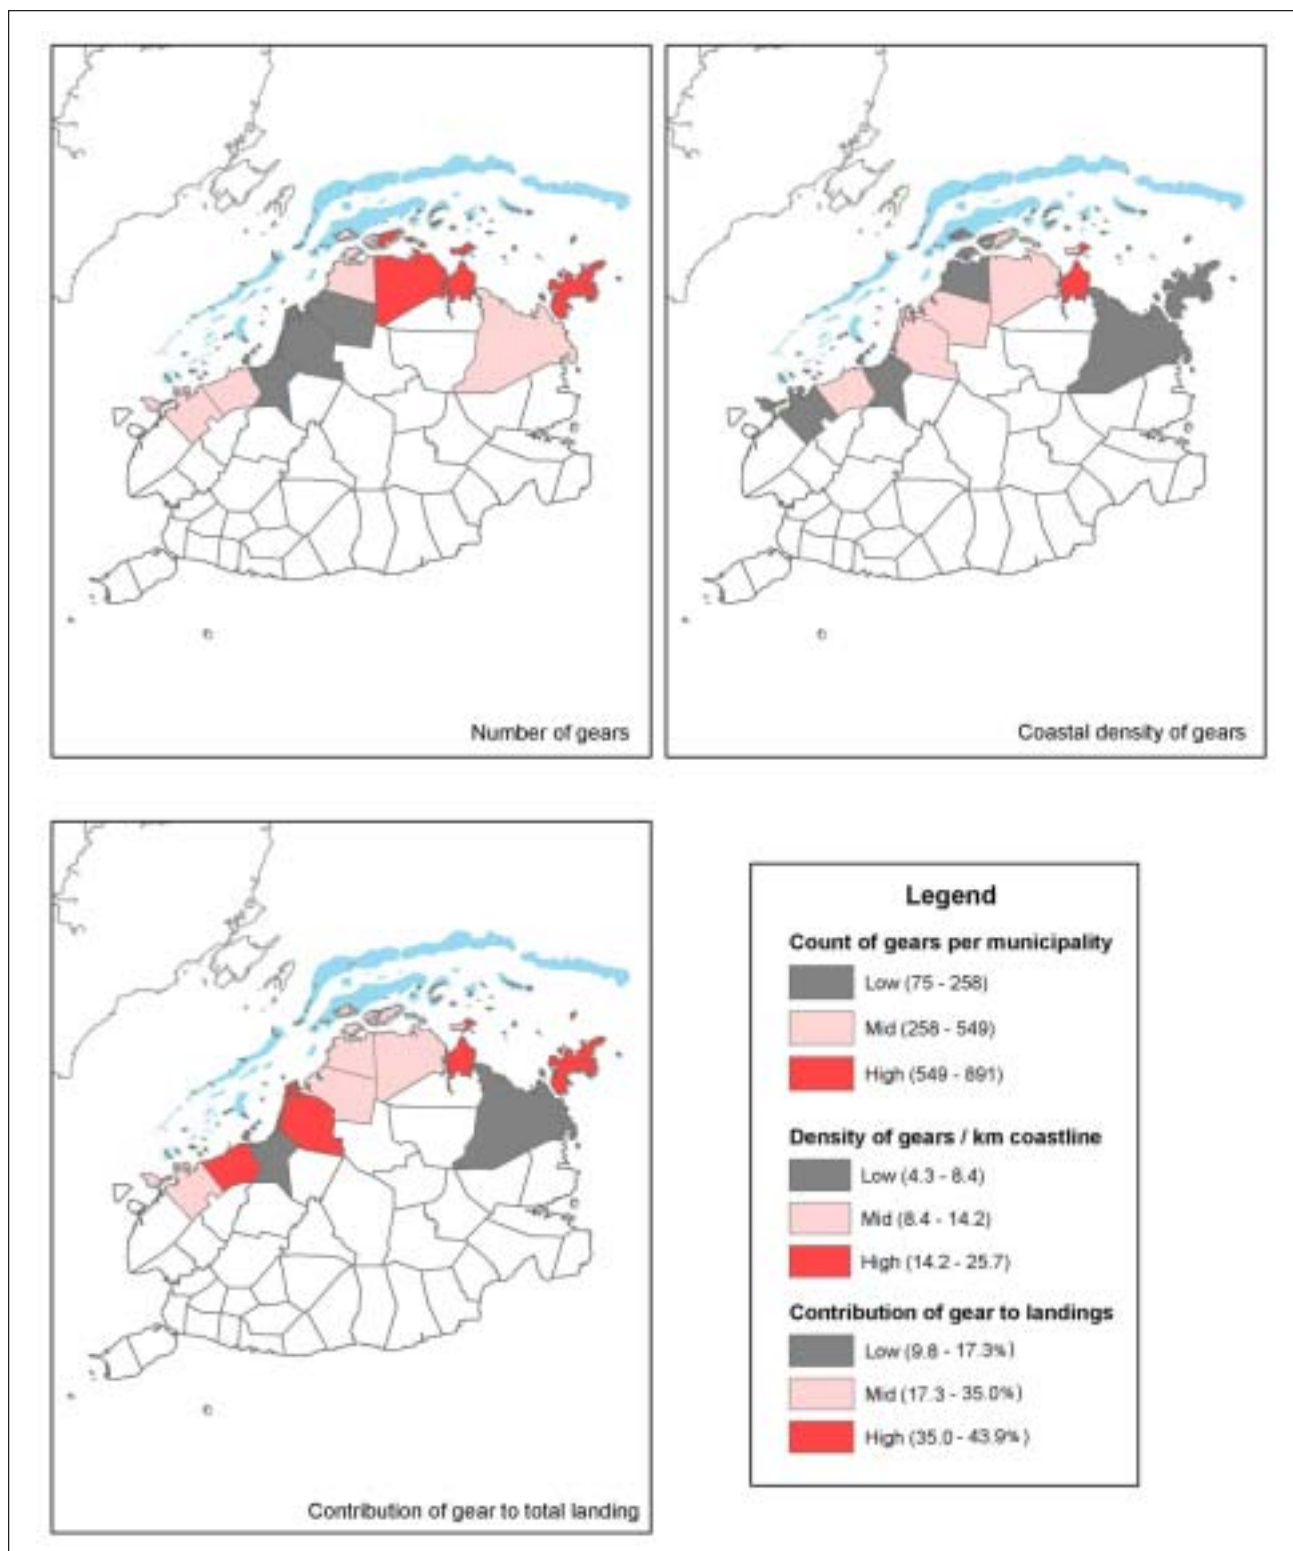 Number of gears
Coastal density of gears
Contribution of gear to total landing
Legend
Count of gears per municipality
Low (75 - 258)
Mid (258 - 549)
High (549 - 891)
Density of gears / km coastline
Low (4.3 - 8.4)
Mid (8.4 - 14.2)
High (14.2 - 25.7)
Contribution of gear to landings
Low (9.8 - 17.3%)
Mid (17.3 - 35.0%)
High (35.0 - 43.9%)